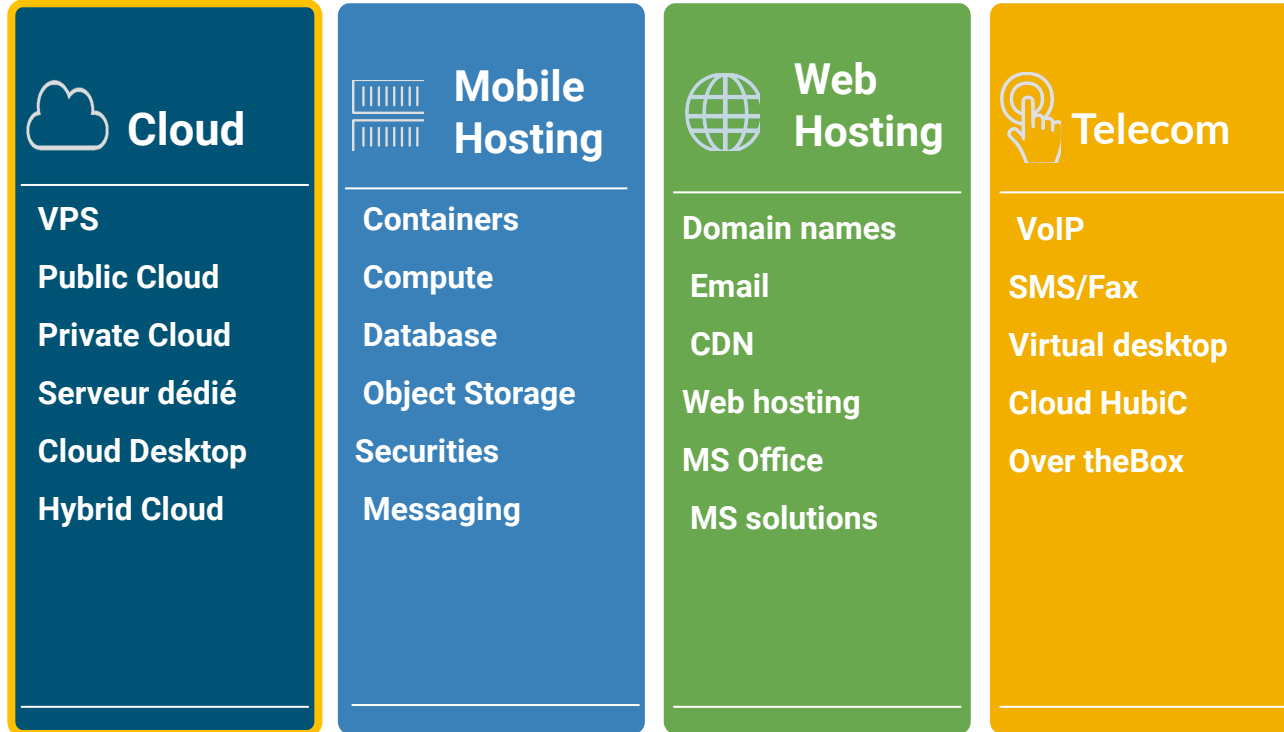 Cloud
VPS
Public Cloud
Private Cloud
Serveur dédié
Cloud Desktop
Hybrid Cloud
Mobile
Hosting
Containers
Compute
Database
Object Storage
Securities
Messaging
Web
Hosting
Domain names
Email
CDN
Web hosting
MS Office
MS solutions
Telecom
VoIP
SMS/Fax
Virtual desktop
Cloud HubiC
Over theBox